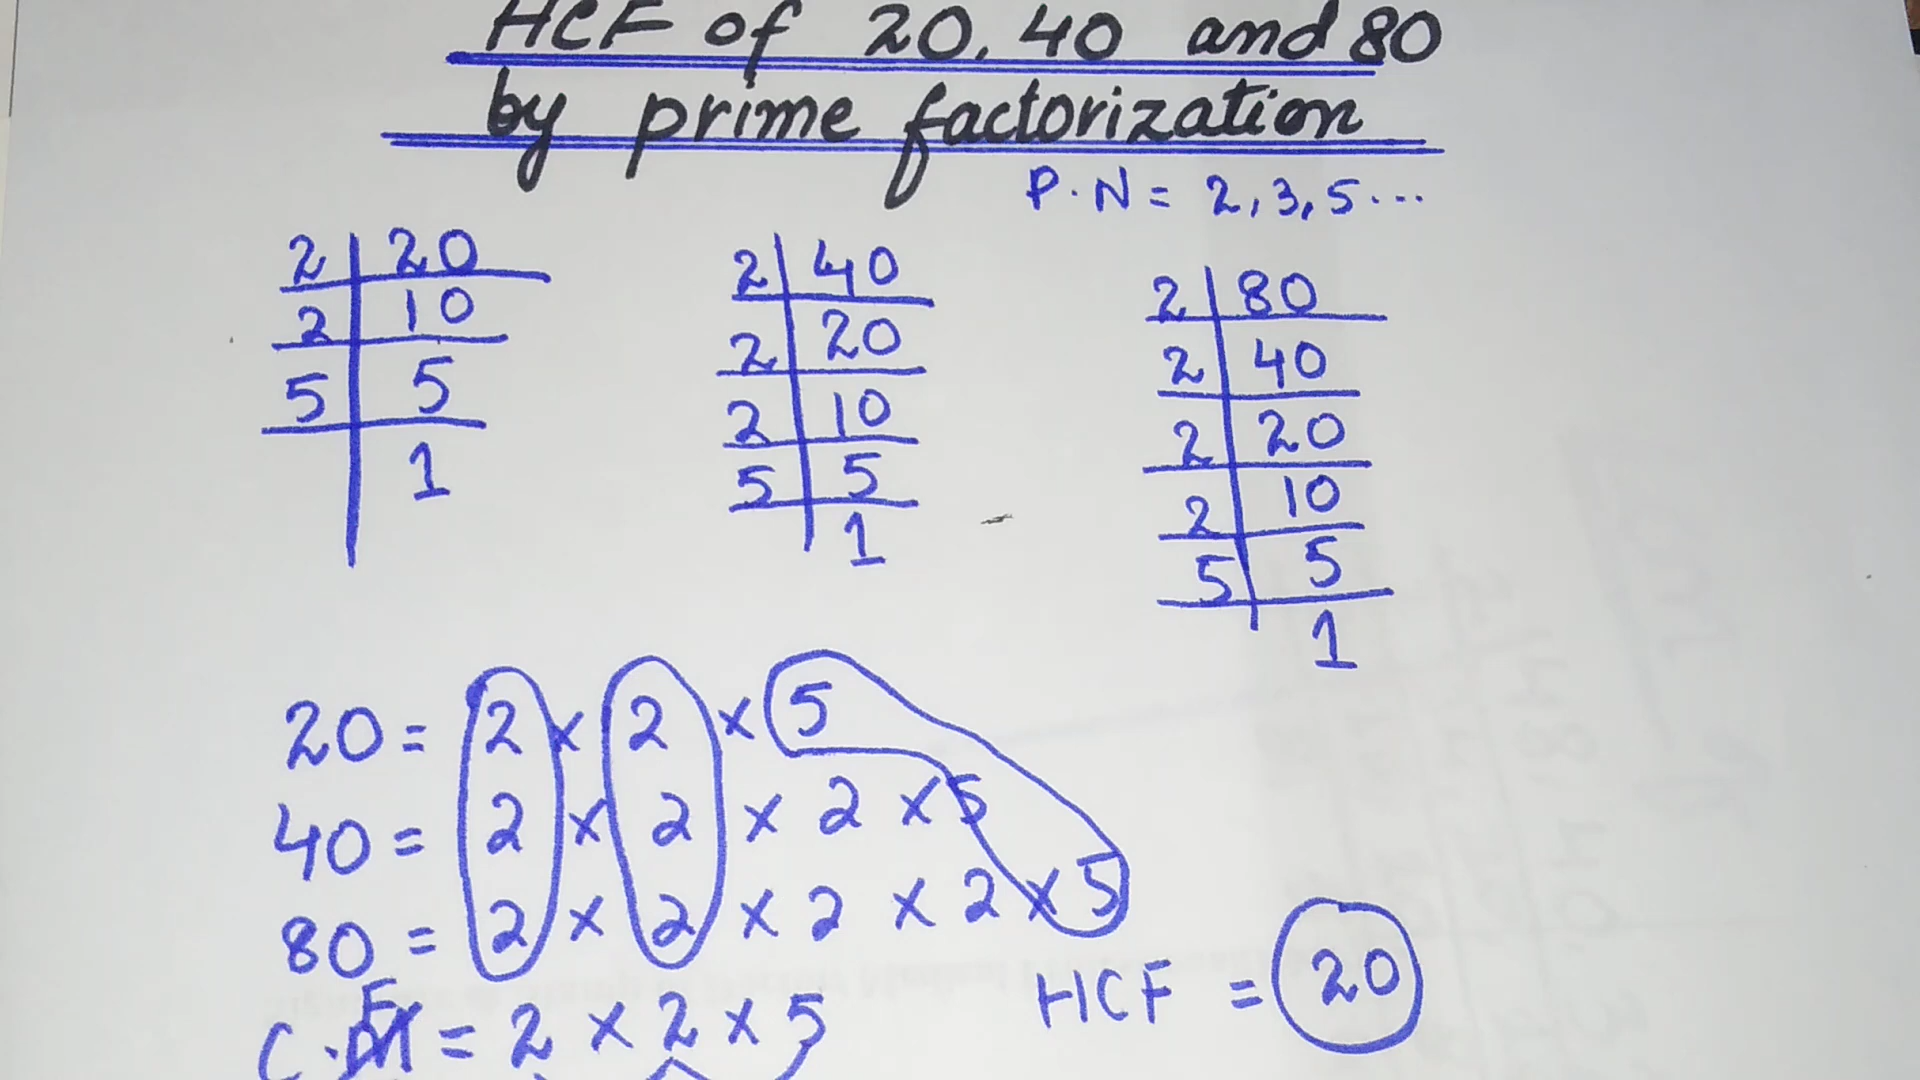 HCF of 20, 40 and 80
by prime factorization
P.N = 2, 3, 5...
2 | 20
2 | 10
5 | 5
1
2 | 40
2 | 20
2 | 10
5 | 5
1
2 | 80
2 | 40
2 | 20
2 | 10
5 | 5
1
20 = 2 x 2 x 5
40 = 2 x 2 x 2 x 5
80 = 2 x 2 x 2 x 2 x 5
C.F = 2 x 2 x 5
HCF = 20